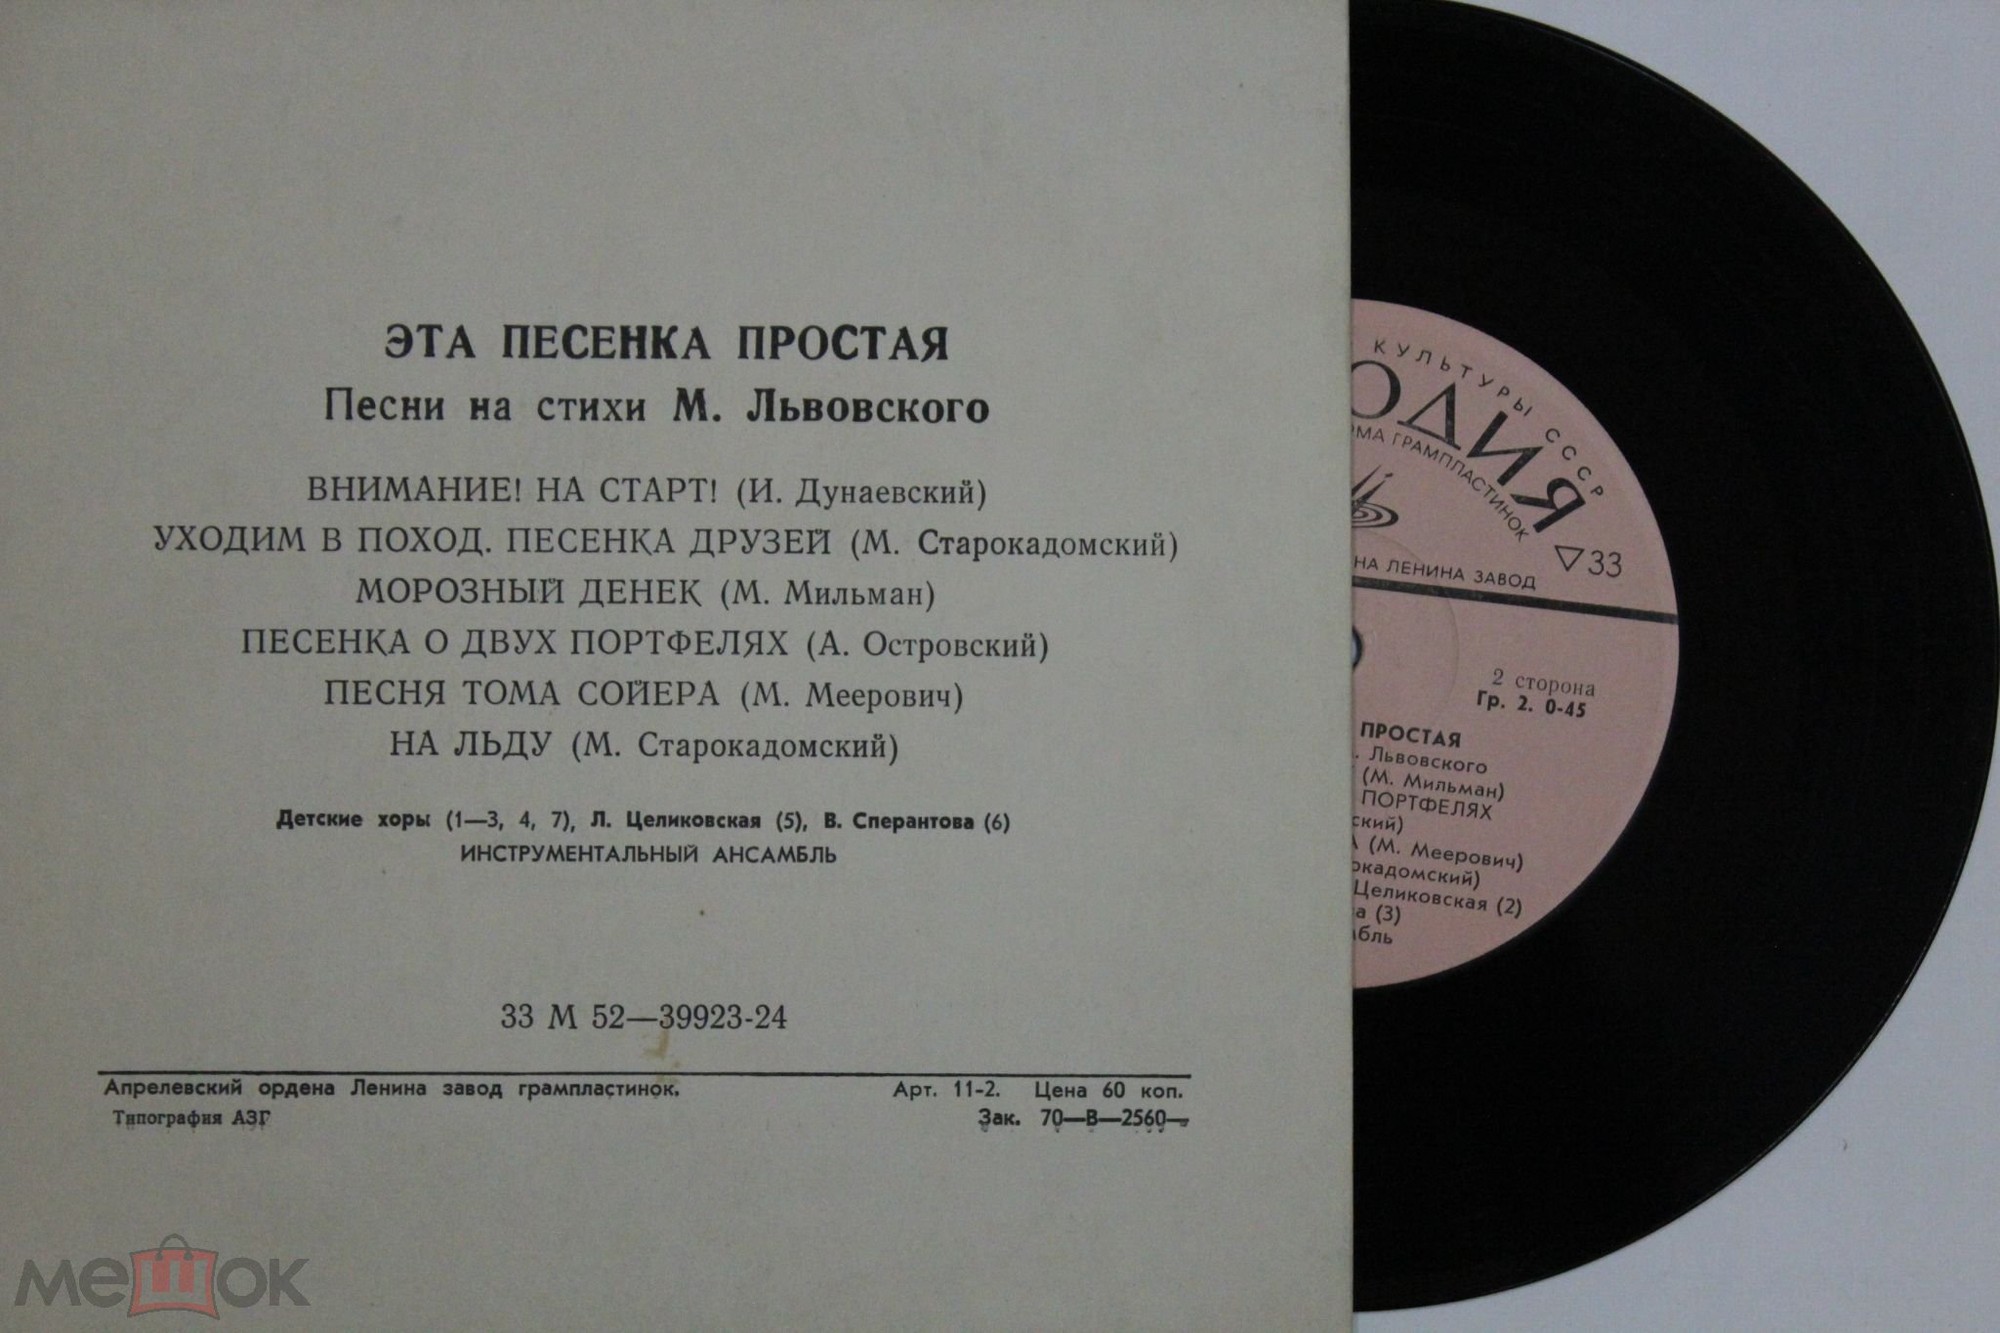 ЭТА ПЕСЕНКА ПРОСТАЯ
Песни на стихи М. Львовского
ВНИМАНИЕ! НА СТАРТ! (И. Дунаевский)
УХОДИМ В ПОХОД. ПЕСЕНКА ДРУЗЕЙ (М. Старокадомский)
МОРОЗНЫЙ ДЕНЕК (М. Мильман)
ПЕСЕНКА О ДВУХ ПОРТФЕЛЯХ (А. Островский)
ПЕСНЯ ТОМА СОЙЕРА (М. Меерович)
НА ЛЬДУ (М. Старокадомский)
Детские хоры (1—3, 4, 7), Л. Целиковская (5), В. Сперантова (6)
ИНСТРУМЕНТАЛЬНЫЙ АНСАМБЛЬ
33 М 52—39923-24
Апрелевский ордена Ленина завод грампластинок. Арт. 11-2. Цена 60 коп.
Типография АЗГ Зак. 70—В—2560—
КУЛЬТУРЫ СССР
ОДИЯ
РМА ГРАМПЛАСТИНОК
33
НА ЛЕНИНА ЗАВОД
2 сторона
Гр. 2. 0-45
ПРОСТАЯ
. Львовского
(М. Мильман)
ПОРТФЕЛЯХ
ский)
А (М. Меерович)
окадомский)
Целиковская (2)
а (3)
мбль
мешок